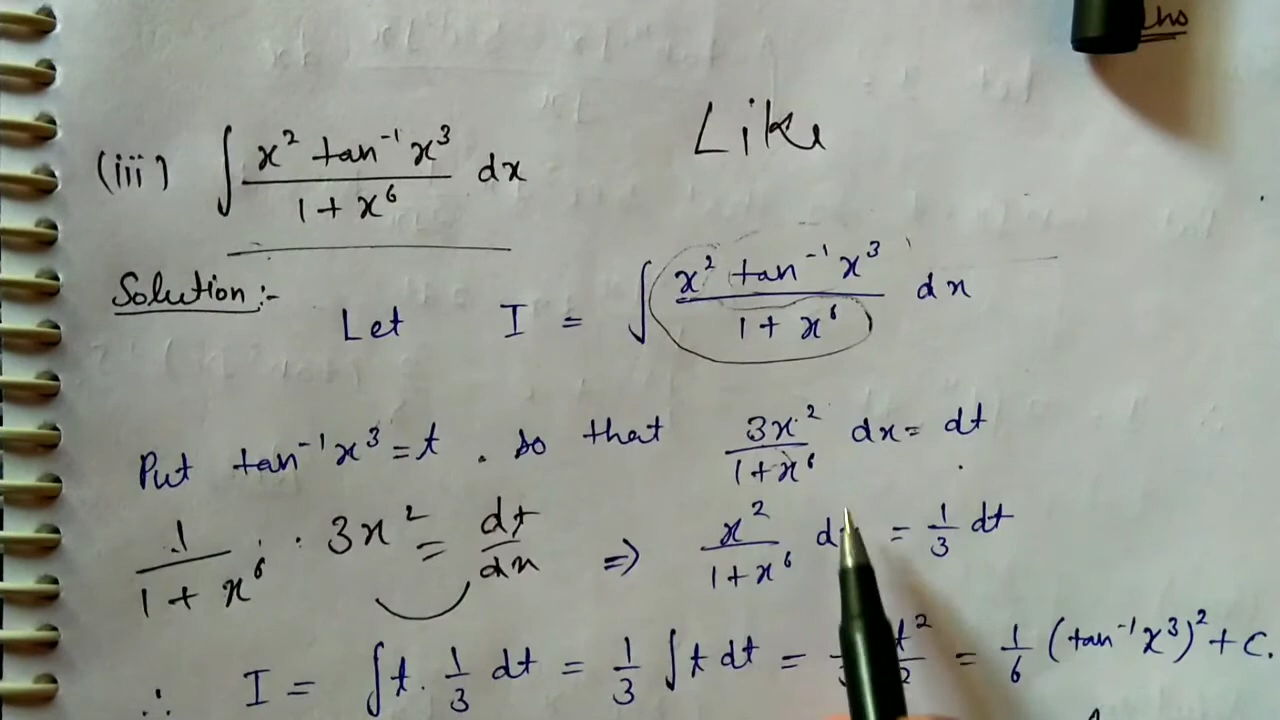 Like
(iii) ∫ x² tan⁻¹ x³ / 1 + x⁶ dx
Solution :-
Let I = ∫ x² tan⁻¹ x³ / 1 + x⁶ dx
Put tan⁻¹ x³ = t . so that 3x² / 1 + x⁶ dx = dt
1 / 1 + x⁶ · 3x² = dt / dx ⇒ x² / 1 + x⁶ = 1/3 dt
∴ I = ∫ t . 1/3 dt = 1/3 ∫ t dt = t² = 1/6 (tan⁻¹ x³)² + C.